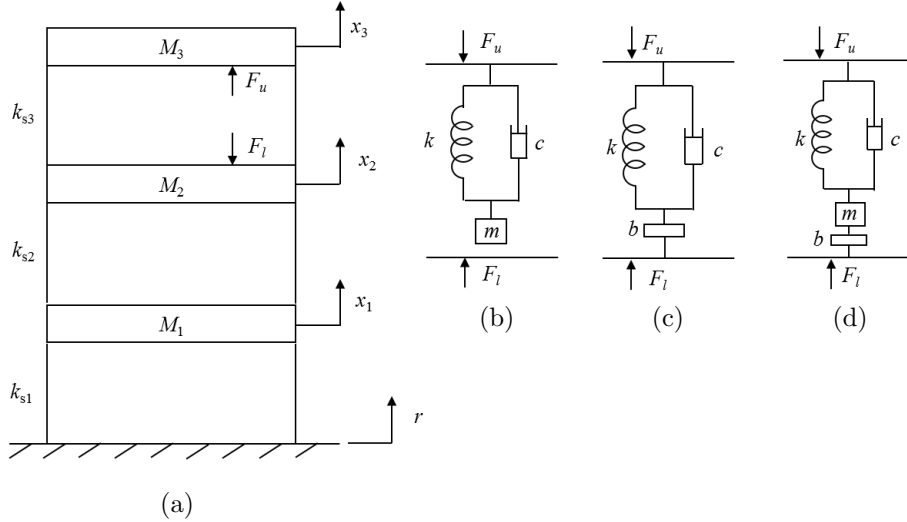 x₃
M₃
Fᵤ
kₛ₃
Fₗ
x₂
M₂
kₛ₂
x₁
M₁
kₛ₁
r
(a)
Fᵤ
k
c
m
Fₗ
(b)
Fᵤ
k
c
b
Fₗ
(c)
Fᵤ
k
c
m
b
Fₗ
(d)